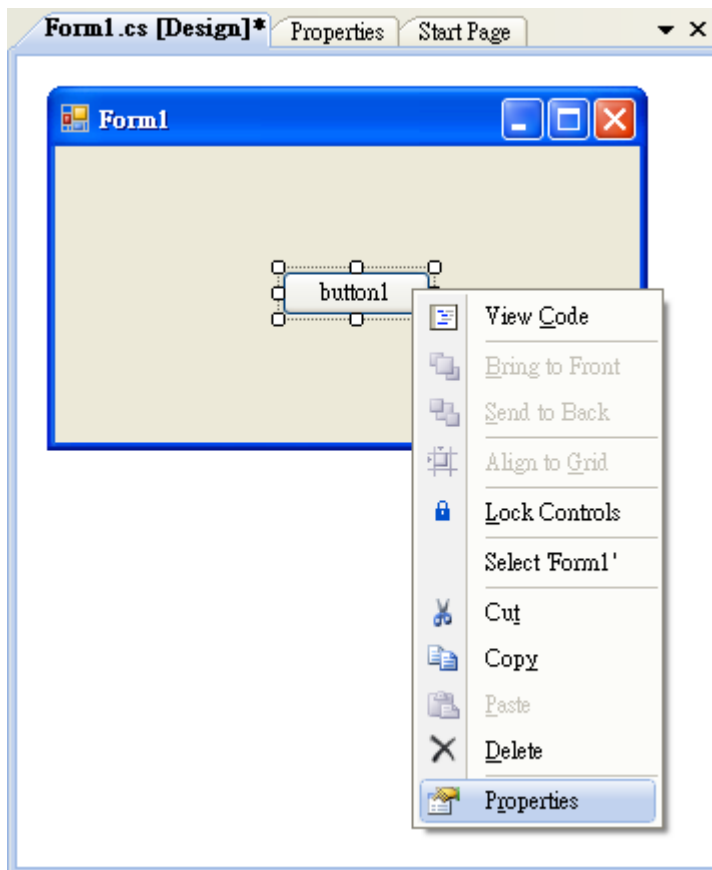 Form1.cs [Design]* Properties Start Page
Form1
button1
View Code
Bring to Front
Send to Back
Align to Grid
Lock Controls
Select 'Form1'
Cut
Copy
Paste
Delete
Properties